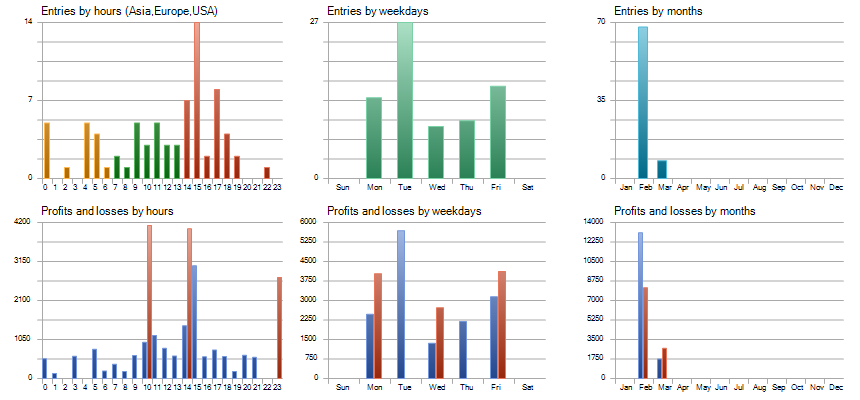 Entries by hours (Asia,Europe,USA)
14
7
0
0 1 2 3 4 5 6 7 8 9 10 11 12 13 14 15 16 17 18 19 20 21 22 23
Entries by weekdays
27
0
Sun Mon Tue Wed Thu Fri Sat
Entries by months
70
35
0
Jan Feb Mar Apr May Jun Jul Aug Sep Oct Nov Dec
Profits and losses by hours
4200
3150
2100
1050
0
0 1 2 3 4 5 6 7 8 9 10 11 12 13 14 15 16 17 18 19 20 21 22 23
Profits and losses by weekdays
6000
5250
4500
3750
3000
2250
1500
750
0
Sun Mon Tue Wed Thu Fri Sat
Profits and losses by months
14000
12250
10500
8750
7000
5250
3500
1750
0
Jan Feb Mar Apr May Jun Jul Aug Sep Oct Nov Dec